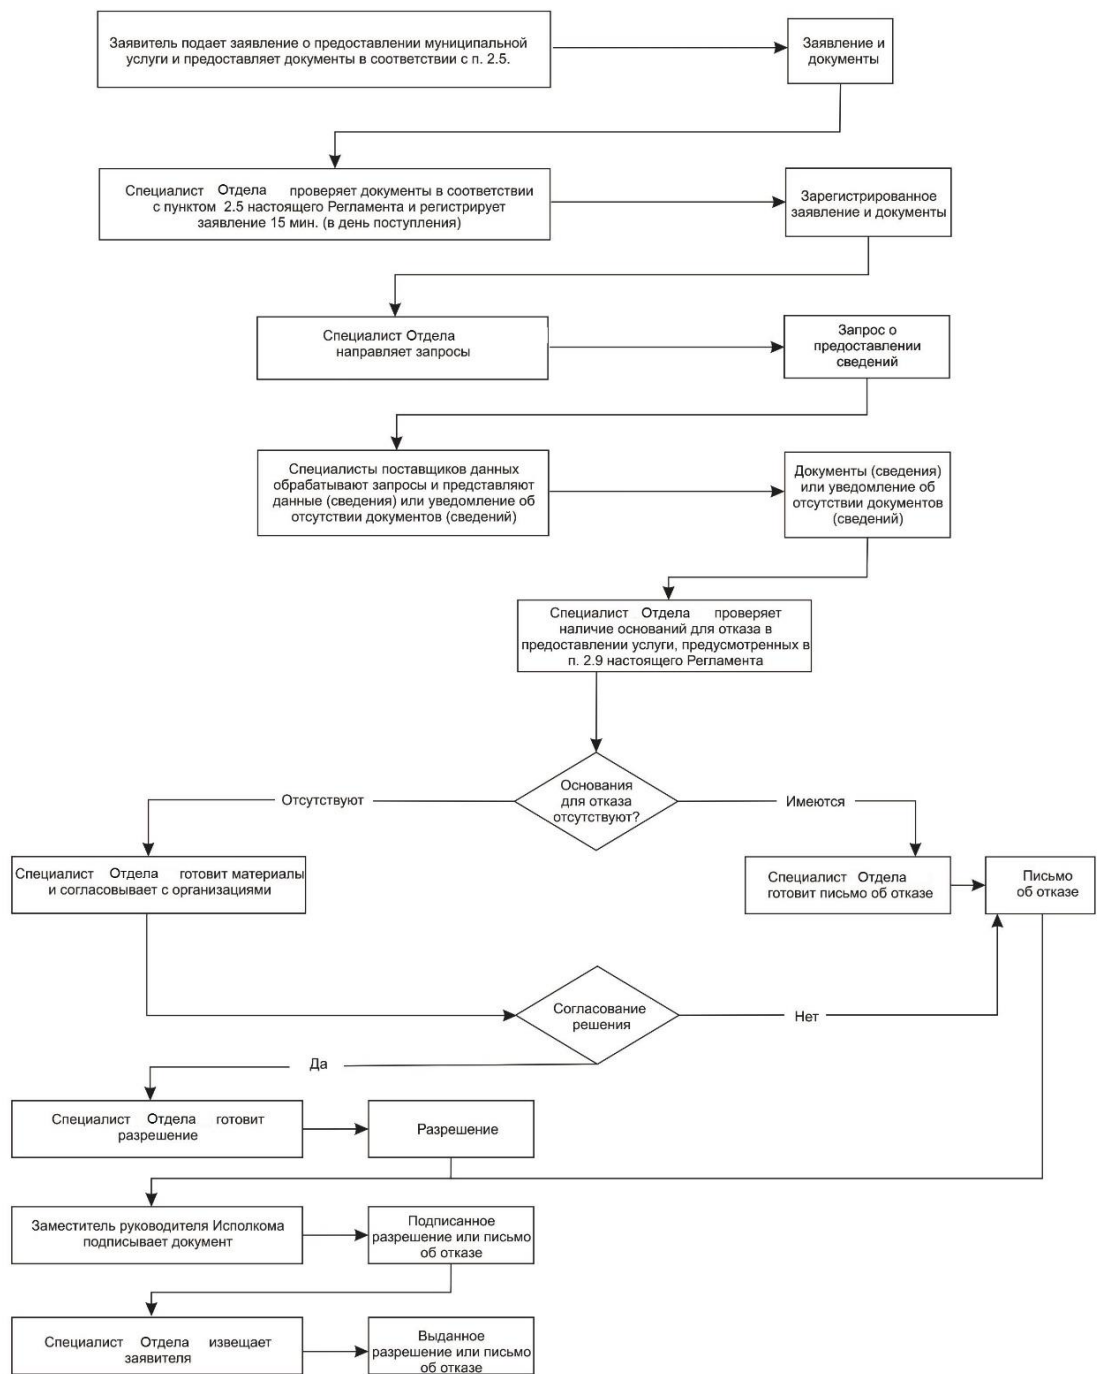 Заявитель подает заявление о предоставлении муниципальной
услуги и предоставляет документы в соответствии с п. 2.5.
Заявление и
документы
Специалист Отдела проверяет документы в соответствии
с пунктом 2.5 настоящего Регламента и регистрирует
заявление 15 мин. (в день поступления)
Зарегистрированное
заявление и документы
Специалист Отдела
направляет запросы
Запрос о
предоставлении
сведений
Специалисты поставщиков данных
обрабатывают запросы и представляют
данные (сведения) или уведомление об
отсутствии документов (сведений)
Документы (сведения)
или уведомление об
отсутствии документов
(сведений)
Специалист Отдела проверяет
наличие оснований для отказа в
предоставлении услуги, предусмотренных в
п. 2.9 настоящего Регламента
Основания
для отказа
отсутствуют?
Отсутствуют
Имеются
Специалист Отдела готовит материалы
и согласовывает с организациями
Специалист Отдела
готовит письмо об отказе
Письмо
об отказе
Согласование
решения
Нет
Да
Специалист Отдела готовит
разрешение
Разрешение
Заместитель руководителя Исполкома
подписывает документ
Подписанное
разрешение или письмо
об отказе
Специалист Отдела извещает
заявителя
Выданное
разрешение или письмо
об отказе